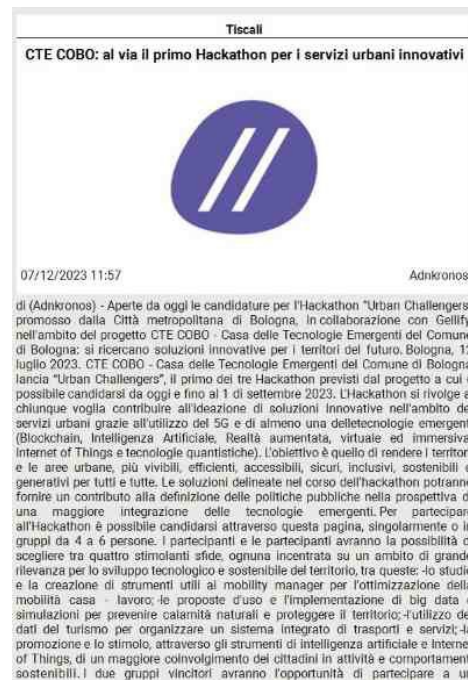 Tiscali
CTE COBO: al via il primo Hackathon per i servizi urbani innovativi
07/12/2023 11:57 Adnkronos
di (Adnkronos) - Aperte da oggi le candidature per l'Hackathon "Urban Challengers
promosso dalla Città metropolitana di Bologna, in collaborazione con Gellify
nell'ambito del progetto CTE COBO - Casa delle Tecnologie Emergenti del Comune
di Bologna: si ricercano soluzioni innovative per i territori del futuro. Bologna, 12
luglio 2023. CTE COBO - Casa delle Tecnologie Emergenti del Comune di Bologna
lancia "Urban Challengers", il primo dei tre Hackathon previsti dal progetto a cui
possibile candidarsi da oggi e fino al 1 di settembre 2023. L'Hackathon si rivolge a
chiunque voglia contribuire all'ideazione di soluzioni innovative nell'ambito de
servizi urbani grazie all'utilizzo del 5G e di almeno una delletecnologie emergent
(Blockchain, Intelligenza Artificiale, Realtà aumentata, virtuale ed immersiva
Internet of Things e tecnologie quantistiche). L'obiettivo è quello di rendere i territor
e le aree urbane, più vivibili, efficienti, accessibili, sicuri, inclusivi, sostenibili
generativi per tutti e tutte. Le soluzioni delineate nel corso dell'hackathon potranno
fornire un contributo alla definizione delle politiche pubbliche nella prospettiva d
una maggiore integrazione delle tecnologie emergenti. Per partecipare
all'Hackathon è possibile candidarsi attraverso questa pagina, singolarmente o i
gruppi da 4 a 6 persone. I partecipanti e le partecipanti avranno la possibilità d
scegliere tra quattro stimolanti sfide, ognuna incentrata su un ambito di grande
rilevanza per lo sviluppo tecnologico e sostenibile del territorio, tra queste: -lo studio
e la creazione di strumenti utili ai mobility manager per l'ottimizzazione della
mobilità casa - lavoro; -le proposte d'uso e l'implementazione di big data
simulazioni per prevenire calamità naturali e proteggere il territorio; -l'utilizzo de
dati del turismo per organizzare un sistema integrato di trasporti e servizi; -la
promozione e lo stimolo, attraverso gli strumenti di intelligenza artificiale e Interne
of Things, di un maggiore coinvolgimento dei cittadini in attività e comportament
sostenibili. I due gruppi vincitori avranno l'opportunità di partecipare a un